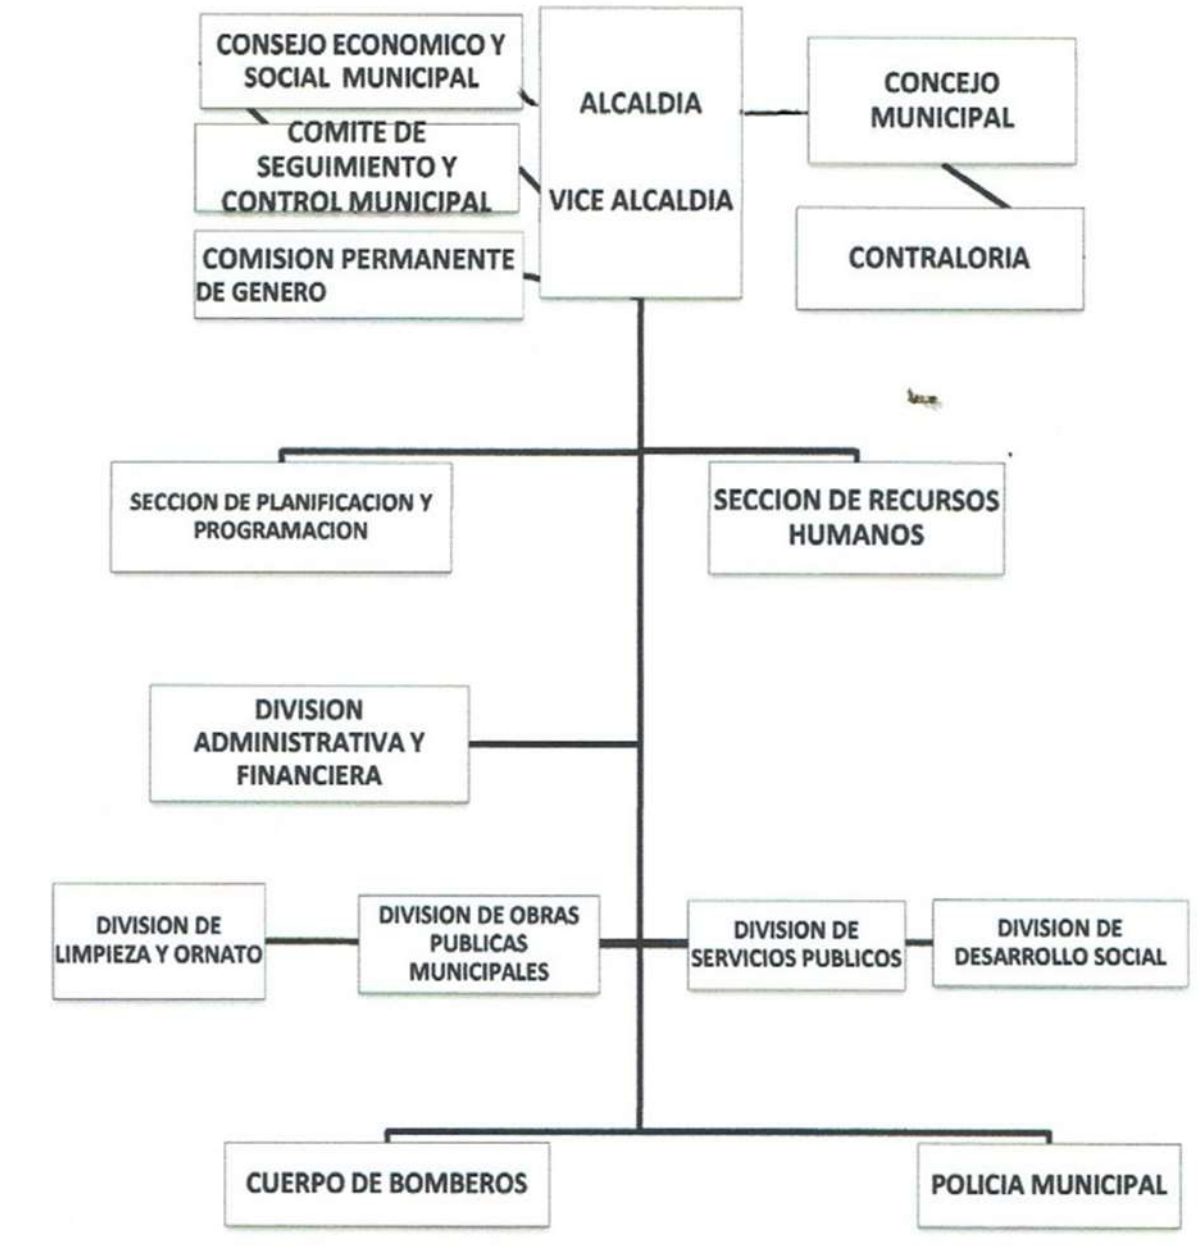 CONSEJO ECONOMICO Y
SOCIAL MUNICIPAL
COMITE DE
SEGUIMIENTO Y
CONTROL MUNICIPAL
COMISION PERMANENTE
DE GENERO
ALCALDIA
VICE ALCALDIA
CONCEJO
MUNICIPAL
CONTRALORIA
SECCION DE PLANIFICACION Y
PROGRAMACION
SECCION DE RECURSOS
HUMANOS
DIVISION
ADMINISTRATIVA Y
FINANCIERA
DIVISION DE
LIMPIEZA Y ORNATO
DIVISION DE OBRAS
PUBLICAS
MUNICIPALES
DIVISION DE
SERVICIOS PUBLICOS
DIVISION DE
DESARROLLO SOCIAL
CUERPO DE BOMBEROS
POLICIA MUNICIPAL